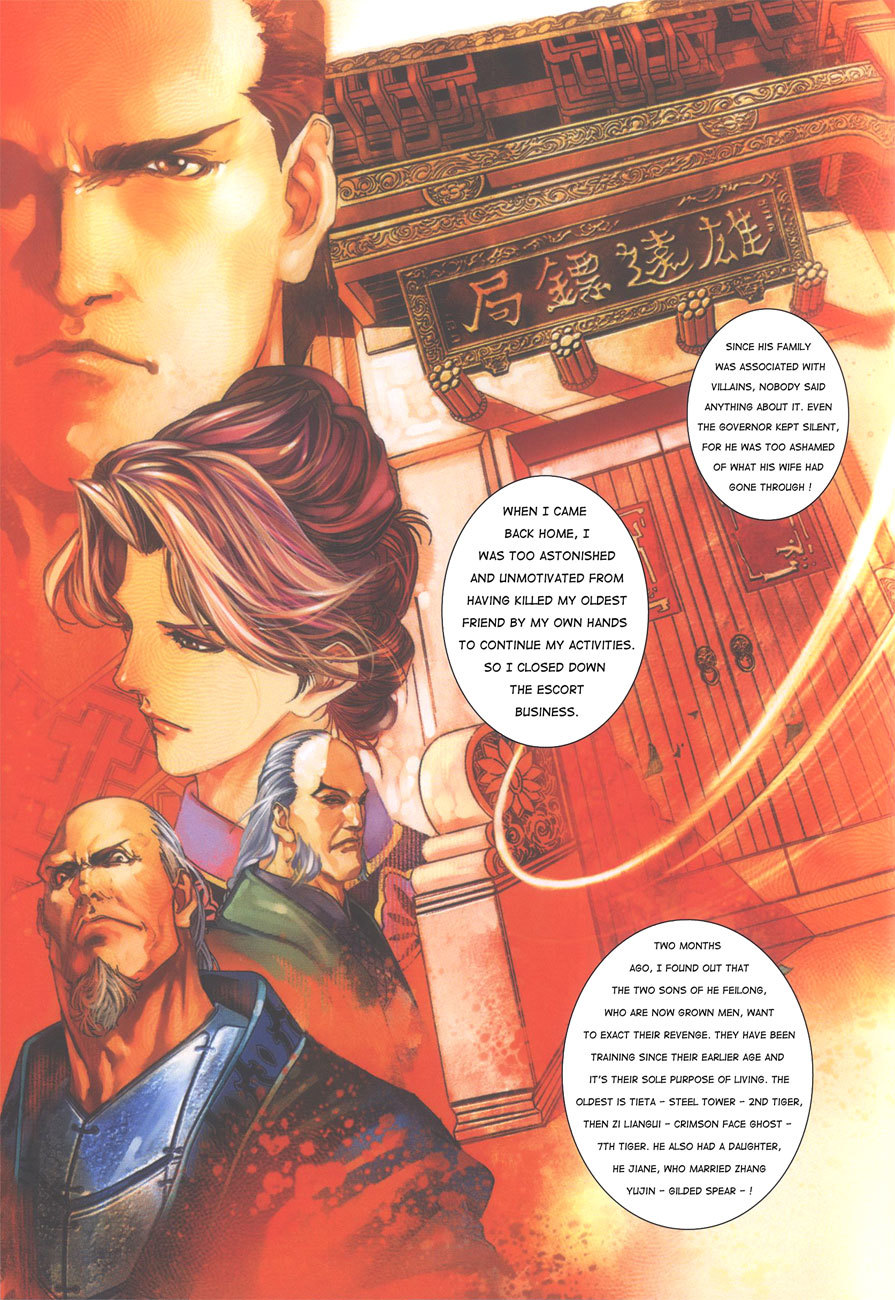 雄達鏢局
SINCE HIS FAMILY
WAS ASSOCIATED WITH
VILLAINS, NOBODY SAID
ANYTHING ABOUT IT. EVEN
THE GOVERNOR KEPT SILENT,
FOR HE WAS TOO ASHAMED
OF WHAT HIS WIFE HAD
GONE THROUGH !
WHEN I CAME
BACK HOME, I
WAS TOO ASTONISHED
AND UNMOTIVATED FROM
HAVING KILLED MY OLDEST
FRIEND BY MY OWN HANDS
TO CONTINUE MY ACTIVITIES.
SO I CLOSED DOWN
THE ESCORT
BUSINESS.
TWO MONTHS
AGO, I FOUND OUT THAT
THE TWO SONS OF HE FEILONG,
WHO ARE NOW GROWN MEN, WANT
TO EXACT THEIR REVENGE. THEY HAVE BEEN
TRAINING SINCE THEIR EARLIER AGE AND
IT'S THEIR SOLE PURPOSE OF LIVING. THE
OLDEST IS TIETA – STEEL TOWER – 2ND TIGER,
THEN ZI LIANGUI – CRIMSON FACE GHOST –
7TH TIGER. HE ALSO HAD A DAUGHTER,
HE JIANE, WHO MARRIED ZHANG
YUJIN – GILDED SPEAR – !